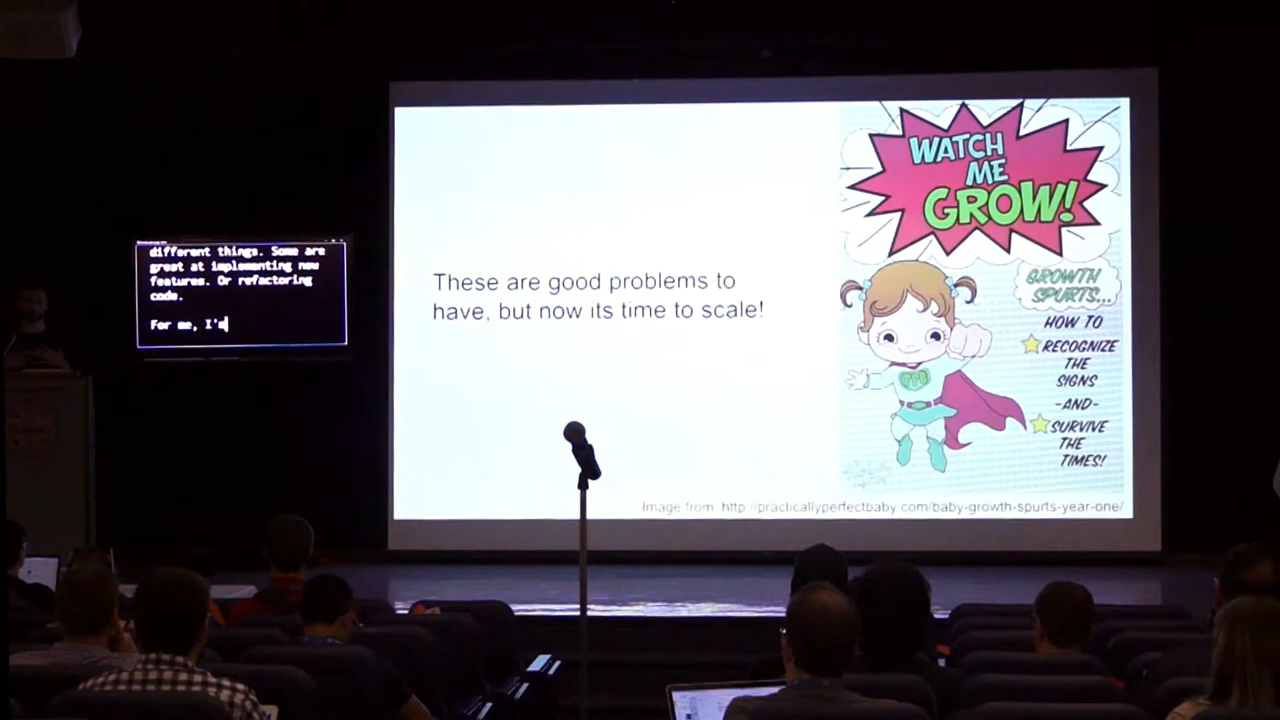 different things. Some are
great at implementing new
features. Or refactoring
code.
For me, I'm
These are good problems to
have, but now its time to scale!
WATCH
ME
GROW!
GROWTH
SPURTS...
HOW TO
RECOGNIZE
THE
SIGNS
-AND-
SURVIVE
THE
TIMES!
Image from: http://practicallyperfectbaby.com/baby-growth-spurts-year-one/